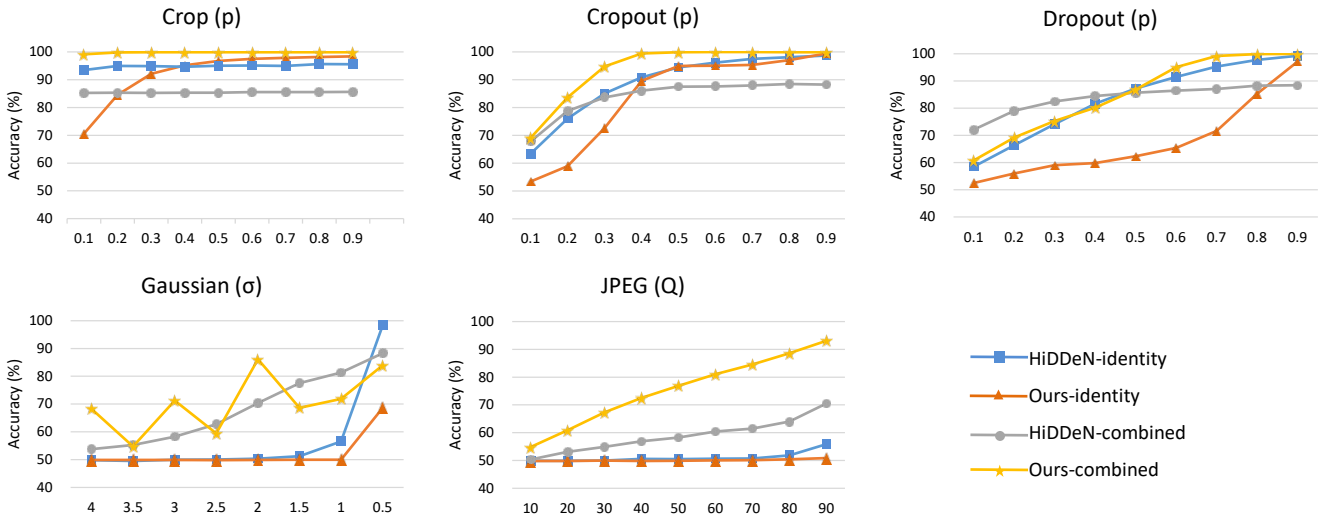 Crop (p)
Accuracy (%)
100
90
80
70
60
50
40
0.1 0.2 0.3 0.4 0.5 0.6 0.7 0.8 0.9
Cropout (p)
Accuracy (%)
100
90
80
70
60
50
40
0.1 0.2 0.3 0.4 0.5 0.6 0.7 0.8 0.9
Dropout (p)
Accuracy (%)
100
90
80
70
60
50
40
0.1 0.2 0.3 0.4 0.5 0.6 0.7 0.8 0.9
Gaussian (σ)
Accuracy (%)
100
90
80
70
60
50
40
4 3.5 3 2.5 2 1.5 1 0.5
JPEG (Q)
Accuracy (%)
100
90
80
70
60
50
40
10 20 30 40 50 60 70 80 90
HiDDeN-identity
Ours-identity
HiDDeN-combined
Ours-combined